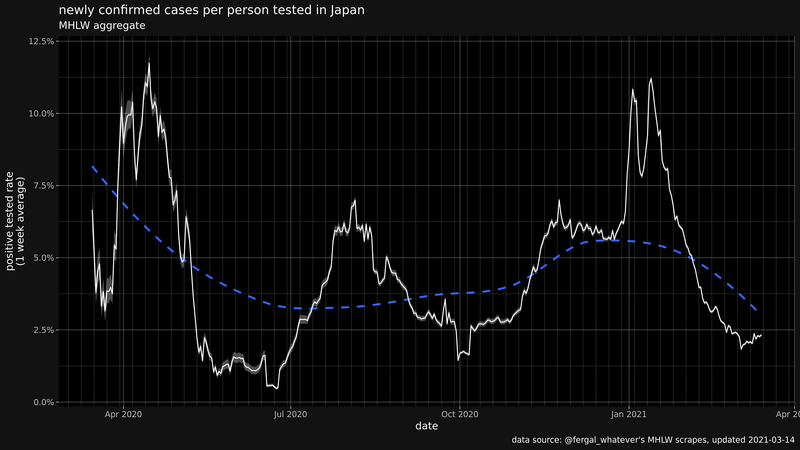 newly confirmed cases per person tested in Japan
MHLW aggregate
12.5%
10.0%
7.5%
5.0%
2.5%
0.0%
positive tested rate
(1 week average)
Apr 2020
Jul 2020
Oct 2020
Jan 2021
Apr 20
date
data source: @fergal_whatever's MHLW scrapes, updated 2021-03-14